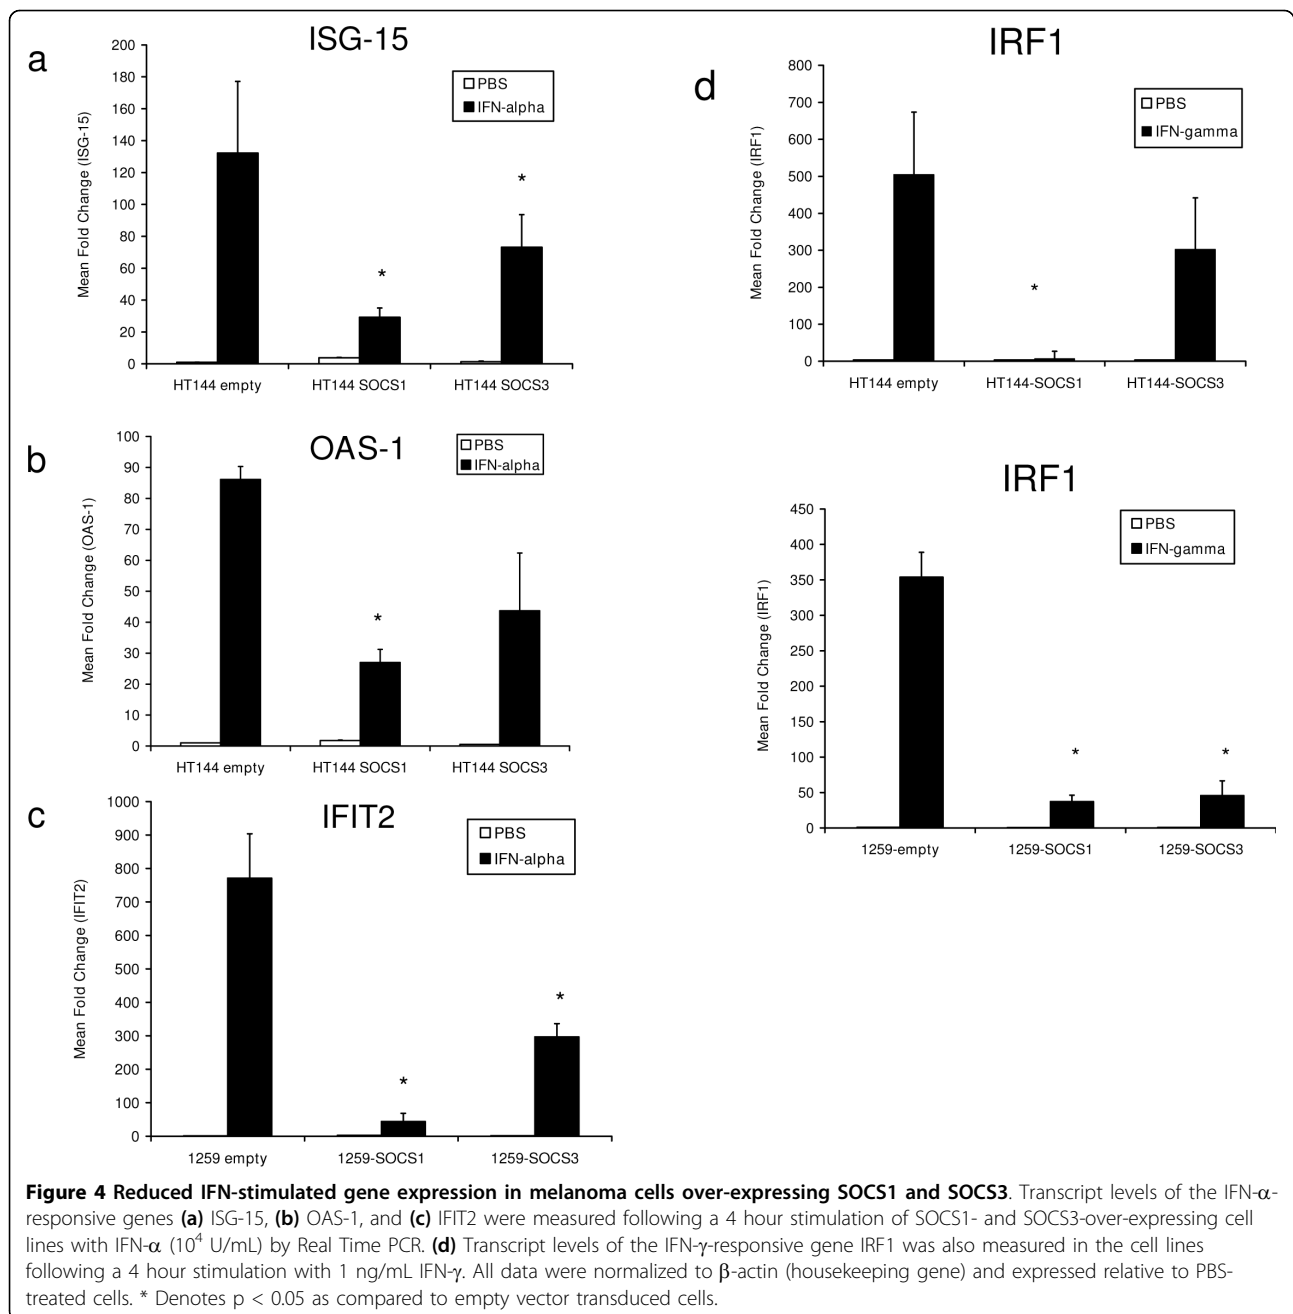 a
ISG-15
Mean Fold Change (ISG-15)
200
180
160
140
120
100
80
60
40
20
0
PBS
IFN-alpha
*
*
HT144 empty HT144 SOCS1 HT144 SOCS3
b
OAS-1
Mean Fold Change (OAS-1)
100
90
80
70
60
50
40
30
20
10
0
PBS
IFN-alpha
*
HT144 empty HT144 SOCS1 HT144 SOCS3
c
IFIT2
Mean Fold Change (IFIT2)
1000
900
800
700
600
500
400
300
200
100
0
PBS
IFN-alpha
*
*
1259 empty 1259-SOCS1 1259-SOCS3
d
IRF1
Mean Fold Change (IRF1)
800
700
600
500
400
300
200
100
0
PBS
IFN-gamma
*
HT144 empty HT144-SOCS1 HT144-SOCS3
IRF1
Mean Fold Change (IRF1)
450
400
350
300
250
200
150
100
50
0
PBS
IFN-gamma
* *
1259-empty 1259-SOCS1 1259-SOCS3
Figure 4 Reduced IFN-stimulated gene expression in melanoma cells over-expressing SOCS1 and SOCS3. Transcript levels of the IFN-α-
responsive genes (a) ISG-15, (b) OAS-1, and (c) IFIT2 were measured following a 4 hour stimulation of SOCS1- and SOCS3-over-expressing cell
lines with IFN-α (10⁴ U/mL) by Real Time PCR. (d) Transcript levels of the IFN-γ-responsive gene IRF1 was also measured in the cell lines
following a 4 hour stimulation with 1 ng/mL IFN-γ. All data were normalized to β-actin (housekeeping gene) and expressed relative to PBS-
treated cells. * Denotes p < 0.05 as compared to empty vector transduced cells.